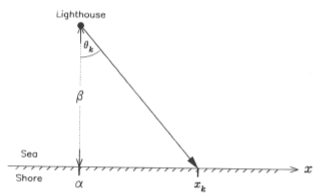 Lighthouse
θk
β
Sea
Shore
x
α
xk